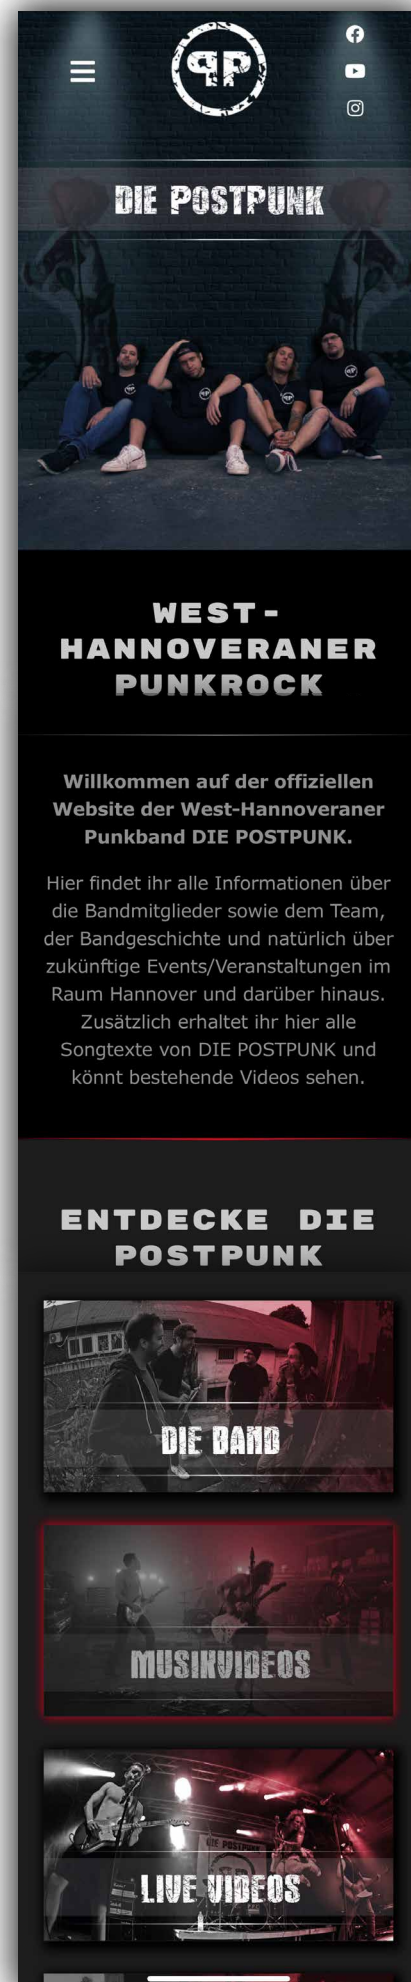 PP
DIE POSTPUNK
WEST-
HANNOVERANER
PUNKROCK
Willkommen auf der offiziellen
Website der West-Hannoveraner
Punkband DIE POSTPUNK.
Hier findet ihr alle Informationen über
die Bandmitglieder sowie dem Team,
der Bandgeschichte und natürlich über
zukünftige Events/Veranstaltungen im
Raum Hannover und darüber hinaus.
Zusätzlich erhaltet ihr hier alle
Songtexte von DIE POSTPUNK und
könnt bestehende Videos sehen.
ENTDECKE DIE
POSTPUNK
DIE BAND
MUSIKVIDEOS
DIE POSTPUNK
LIVE VIDEOS